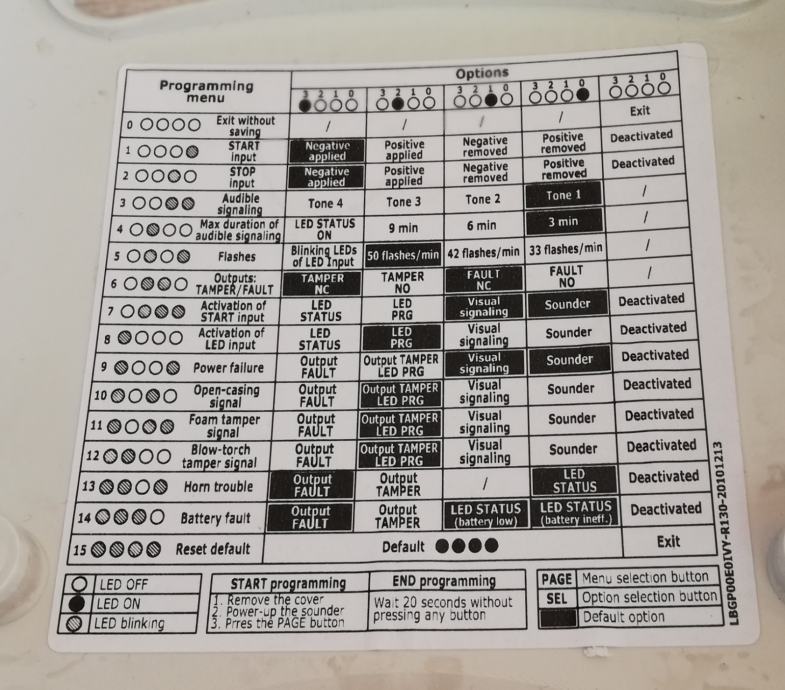 Programming menu Options
3 2 1 0 3 2 1 0 3 2 1 0 3 2 1 0 3 2 1 0
0 Exit without saving / / / / Exit
1 START input Negative applied Positive applied Negative removed Positive removed Deactivated
2 STOP input Negative applied Positive applied Negative removed Positive removed Deactivated
3 Audible signaling Tone 4 Tone 3 Tone 2 Tone 1 /
4 Max duration of audible signaling LED STATUS ON 9 min 6 min 3 min /
5 Flashes Blinking LEDs of LED Input 50 flashes/min 42 flashes/min 33 flashes/min /
6 Outputs: TAMPER/FAULT TAMPER NC TAMPER NO FAULT NC FAULT NO /
7 Activation of START input LED STATUS LED PRG Visual signaling Sounder Deactivated
8 Activation of LED input LED STATUS LED PRG Visual signaling Sounder Deactivated
9 Power failure Output FAULT Output TAMPER LED PRG Visual signaling Sounder Deactivated
10 Open-casing signal Output FAULT Output TAMPER LED PRG Visual signaling Sounder Deactivated
11 Foam tamper signal Output FAULT Output TAMPER LED PRG Visual signaling Sounder Deactivated
12 Blow-torch tamper signal Output FAULT Output TAMPER LED PRG Visual signaling Sounder Deactivated
13 Horn trouble Output FAULT Output TAMPER / LED STATUS Deactivated
14 Battery fault Output FAULT Output TAMPER LED STATUS (battery low) LED STATUS (battery ineff.) Deactivated
15 Reset default Default Exit
LED OFF
LED ON
LED blinking
START programming
1. Remove the cover
2. Power-up the sounder
3. Prres the PAGE button
END programming
Wait 20 seconds without
pressing any button
PAGE Menu selection button
SEL Option selection button
Default option
LBGP00E0IVY-R130-20101213